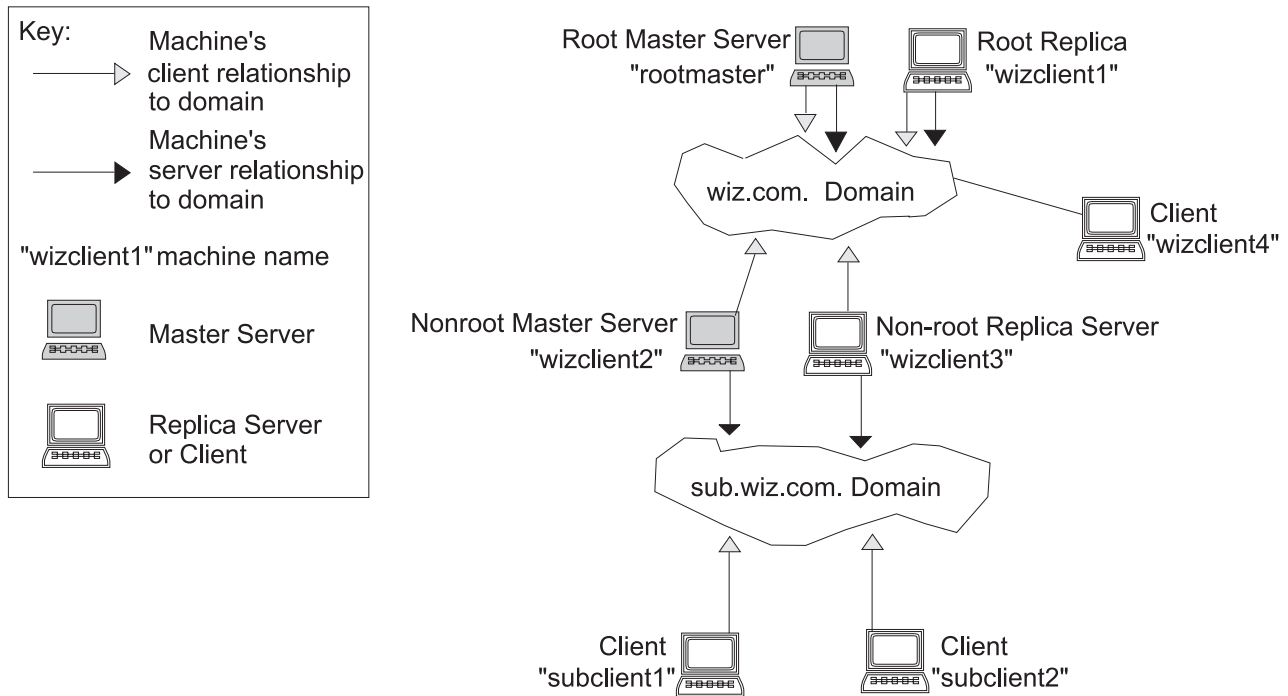 Key:
Machine's
client relationship
to domain
Machine's
server relationship
to domain
"wizclient1" machine name
Master Server
Replica Server
or Client
Root Master Server
"rootmaster"
Root Replica
"wizclient1"
wiz.com. Domain
Client
"wizclient4"
Nonroot Master Server
"wizclient2"
Non-root Replica Server
"wizclient3"
sub.wiz.com. Domain
Client
"subclient1"
Client
"subclient2"